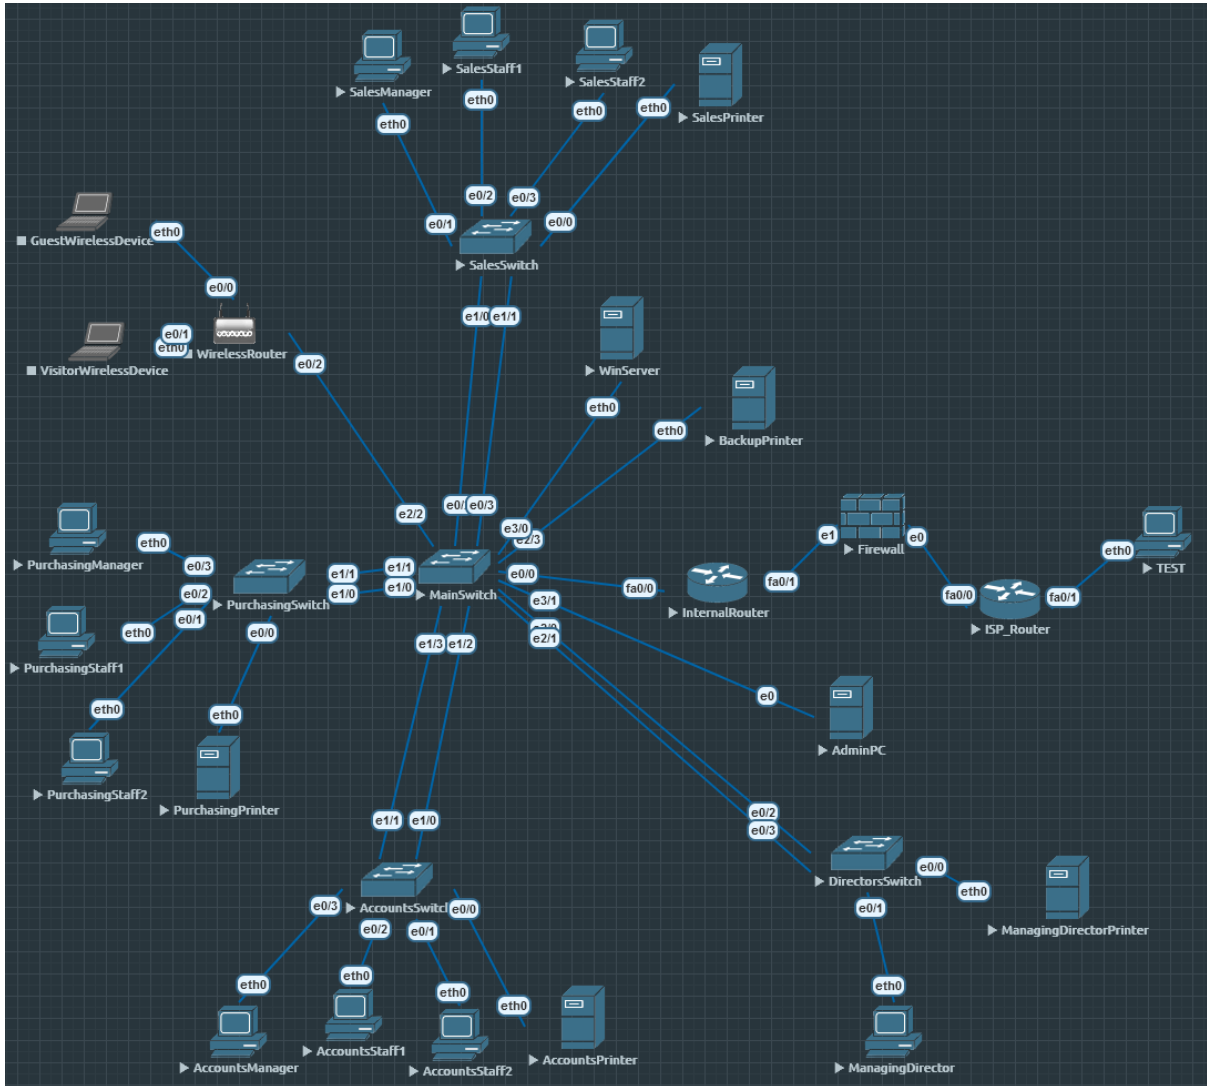 SalesManager
SalesStaff1
SalesStaff2
SalesPrinter
eth0
eth0
eth0
eth0
e0/1
e0/2
e0/3
e0/0
SalesSwitch
e1/0
e1/1
GuestWirelessDevice
eth0
e0/0
VisitorWirelessDevice
eth0
e0/1
WirelessRouter
e0/2
WinServer
eth0
BackupPrinter
eth0
e0/
e0/3
e2/2
e3/0
e2/3
MainSwitch
e1/1
e1/0
e1/1
e1/0
PurchasingSwitch
PurchasingManager
eth0
e0/3
e0/2
e0/1
e0/0
PurchasingStaff1
eth0
PurchasingStaff2
eth0
PurchasingPrinter
eth0
e0/0
fa0/0
InternalRouter
fa0/1
e1
Firewall
e0
fa0/0
ISP_Router
fa0/1
eth0
TEST
e3/1
e2/1
e0
AdminPC
e1/3
e1/2
e1/1
e1/0
AccountsSwitch
e0/3
e0/2
e0/1
e0/0
eth0
eth0
eth0
eth0
AccountsManager
AccountsStaff1
AccountsStaff2
AccountsPrinter
e0/2
e0/3
DirectorsSwitch
e0/0
eth0
ManagingDirectorPrinter
e0/1
eth0
ManagingDirector